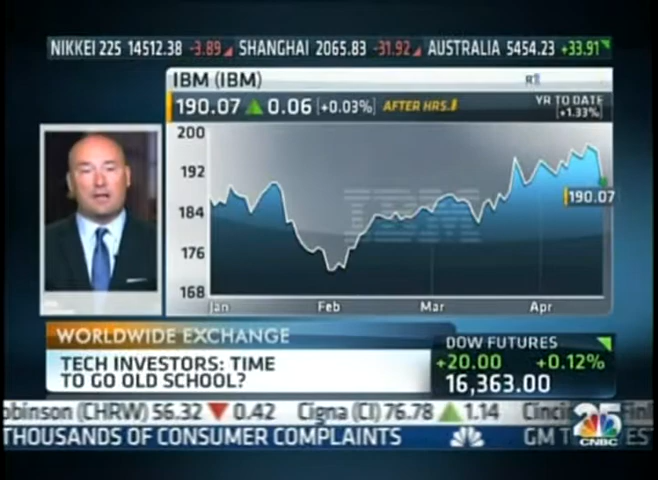 NIKKEI 225 14512.38 -3.89 SHANGHAI 2065.83 -31.92 AUSTRALIA 5454.23 +33.91
IBM (IBM)
190.07 0.06 [+0.03%] AFTER HRS.
YR TO DATE
[+1.33%]
200
192
184
176
168
IBM
190.07
Jan Feb Mar Apr
WORLDWIDE EXCHANGE
TECH INVESTORS: TIME
TO GO OLD SCHOOL?
DOW FUTURES
+20.00 +0.12%
16,363.00
obinson (CHRW) 56.32 0.42 Cigna (CI) 76.78 1.14
25
CNBC
THOUSANDS OF CONSUMER COMPLAINTS GM